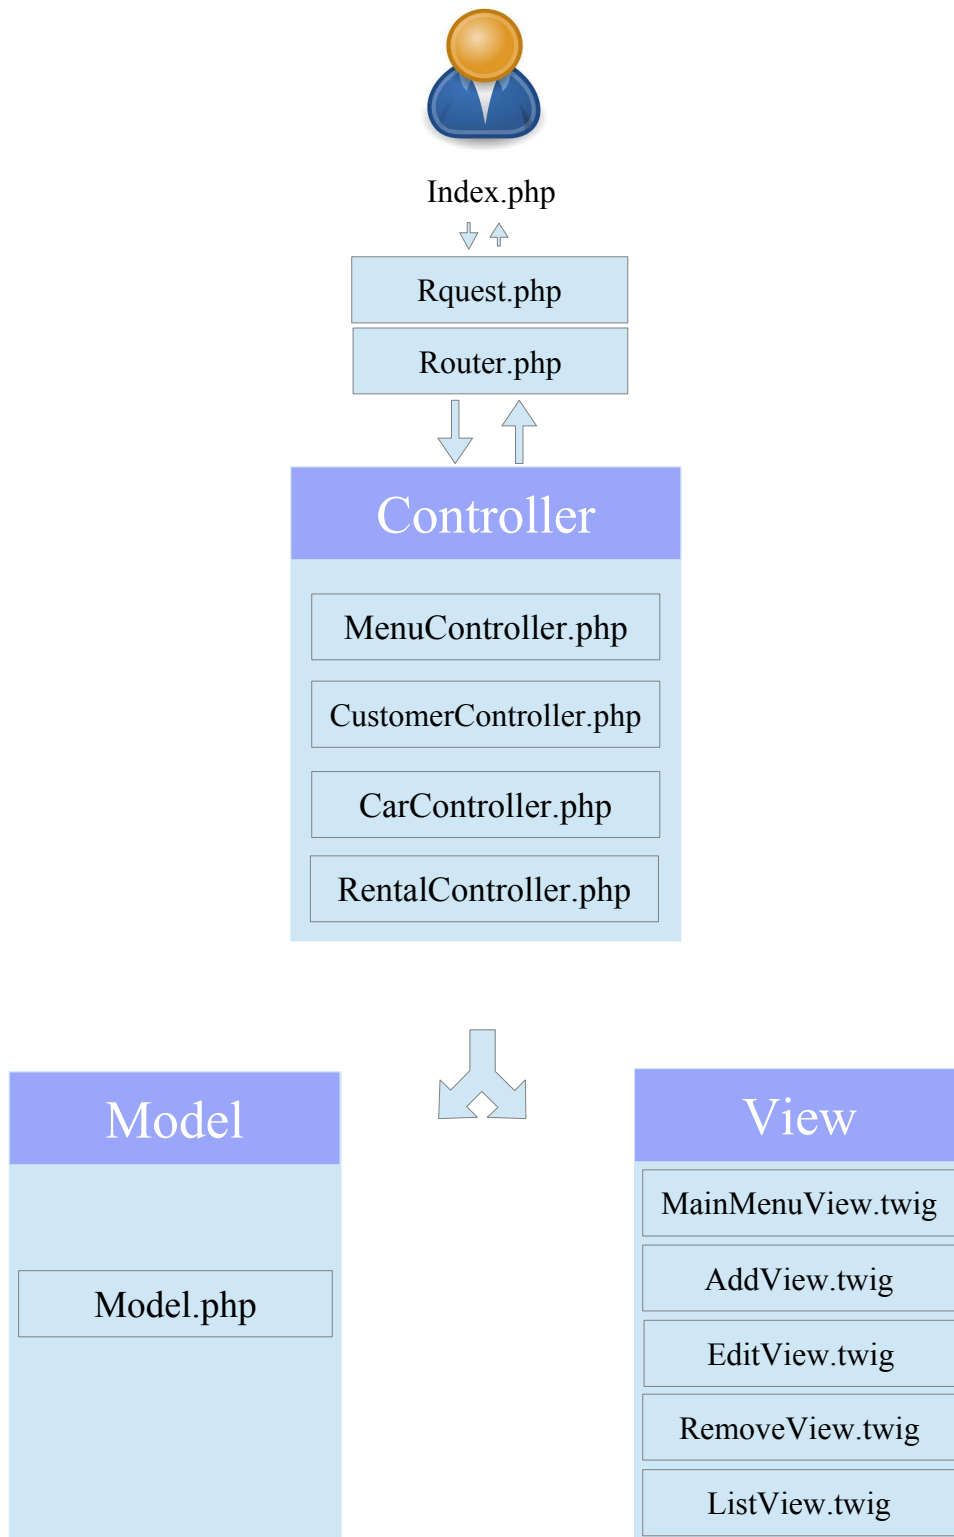 Index.php
Rquest.php
Router.php
Controller
MenuController.php
CustomerController.php
CarController.php
RentalController.php
Model
Model.php
View
MainMenuView.twig
AddView.twig
EditView.twig
RemoveView.twig
ListView.twig